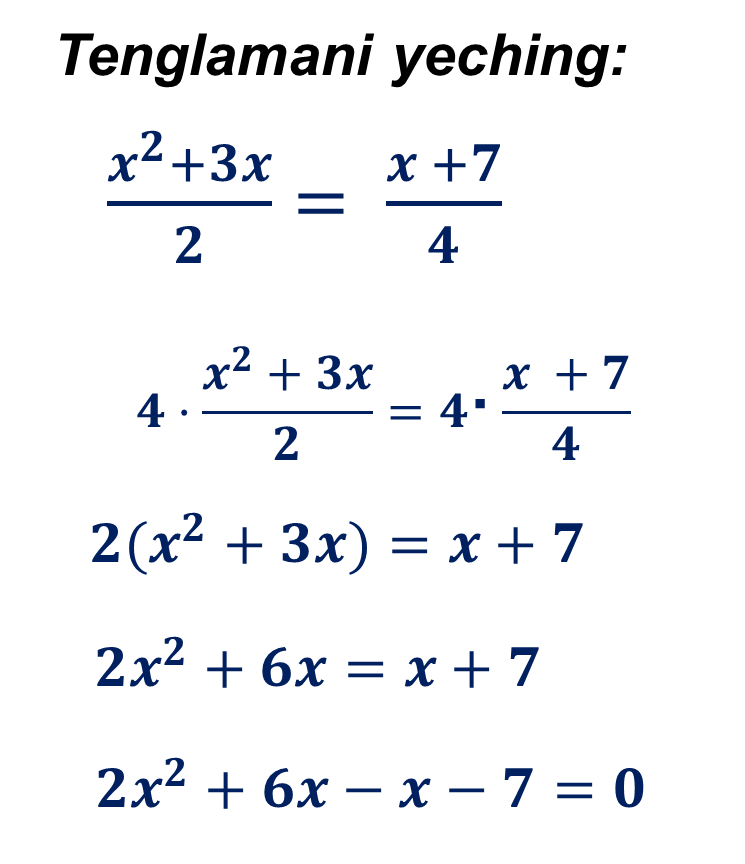 Tenglamani yeching:
x²+3x / 2 = x +7 / 4
4 · x² + 3x / 2 = 4· x + 7 / 4
2(x² + 3x) = x + 7
2x² + 6x = x + 7
2x² + 6x − x − 7 = 0